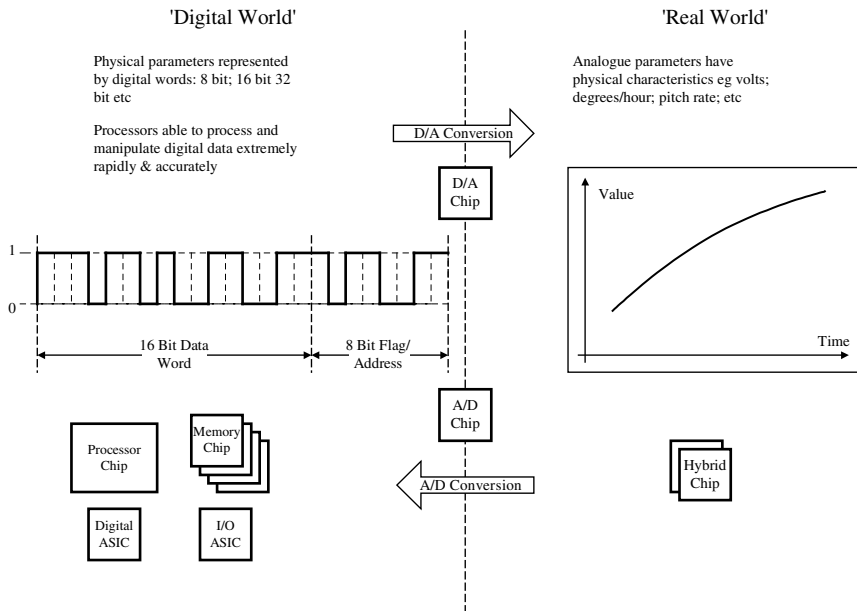 'Digital World'
'Real World'
Physical parameters represented
by digital words: 8 bit; 16 bit 32
bit etc
Processors able to process and
manipulate digital data extremely
rapidly & accurately
Analogue parameters have
physical characteristics eg volts;
degrees/hour; pitch rate; etc
D/A Conversion
D/A
Chip
Value
Time
1
0
16 Bit Data
Word
8 Bit Flag/
Address
A/D
Chip
A/D Conversion
Processor
Chip
Memory
Chip
Hybrid
Chip
Digital
ASIC
I/O
ASIC